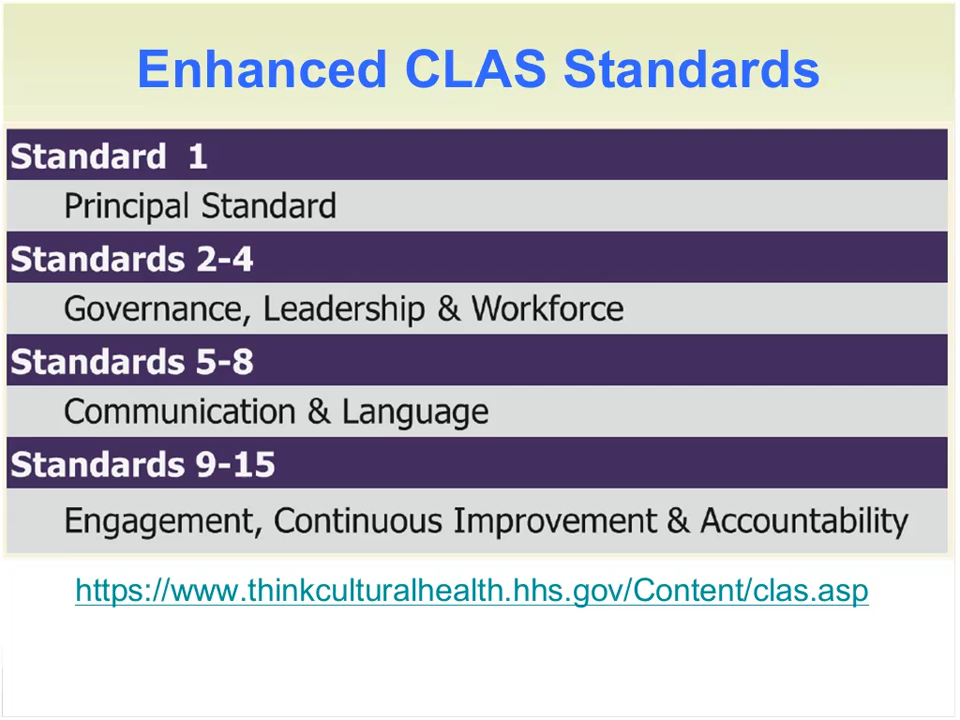 Enhanced CLAS Standards
Standard 1
Principal Standard
Standards 2-4
Governance, Leadership & Workforce
Standards 5-8
Communication & Language
Standards 9-15
Engagement, Continuous Improvement & Accountability
https://www.thinkculturalhealth.hhs.gov/Content/clas.asp